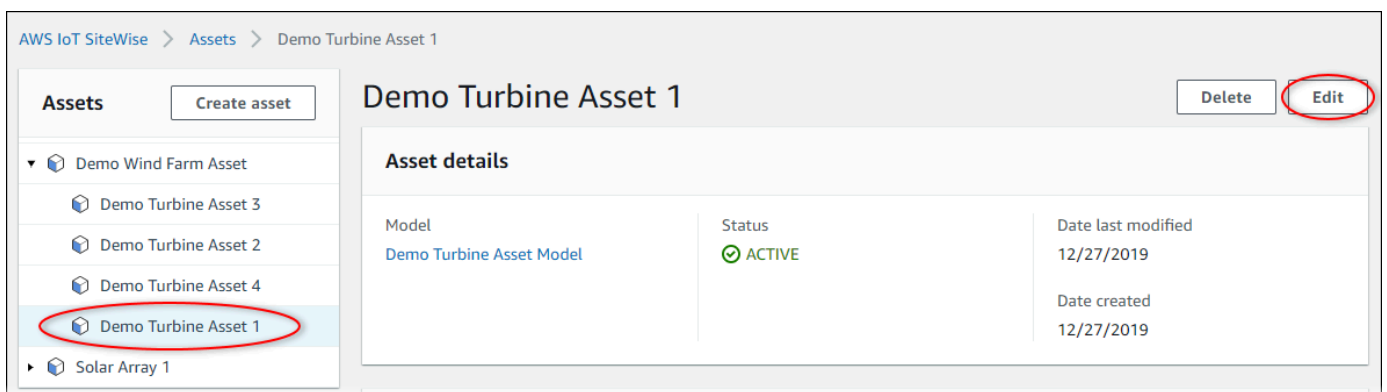 AWS IoT SiteWise > Assets > Demo Turbine Asset 1
Assets
Create asset
Demo Wind Farm Asset
Demo Turbine Asset 3
Demo Turbine Asset 2
Demo Turbine Asset 4
Demo Turbine Asset 1
Solar Array 1
Demo Turbine Asset 1
Delete
Edit
Asset details
Model
Demo Turbine Asset Model
Status
ACTIVE
Date last modified
12/27/2019
Date created
12/27/2019